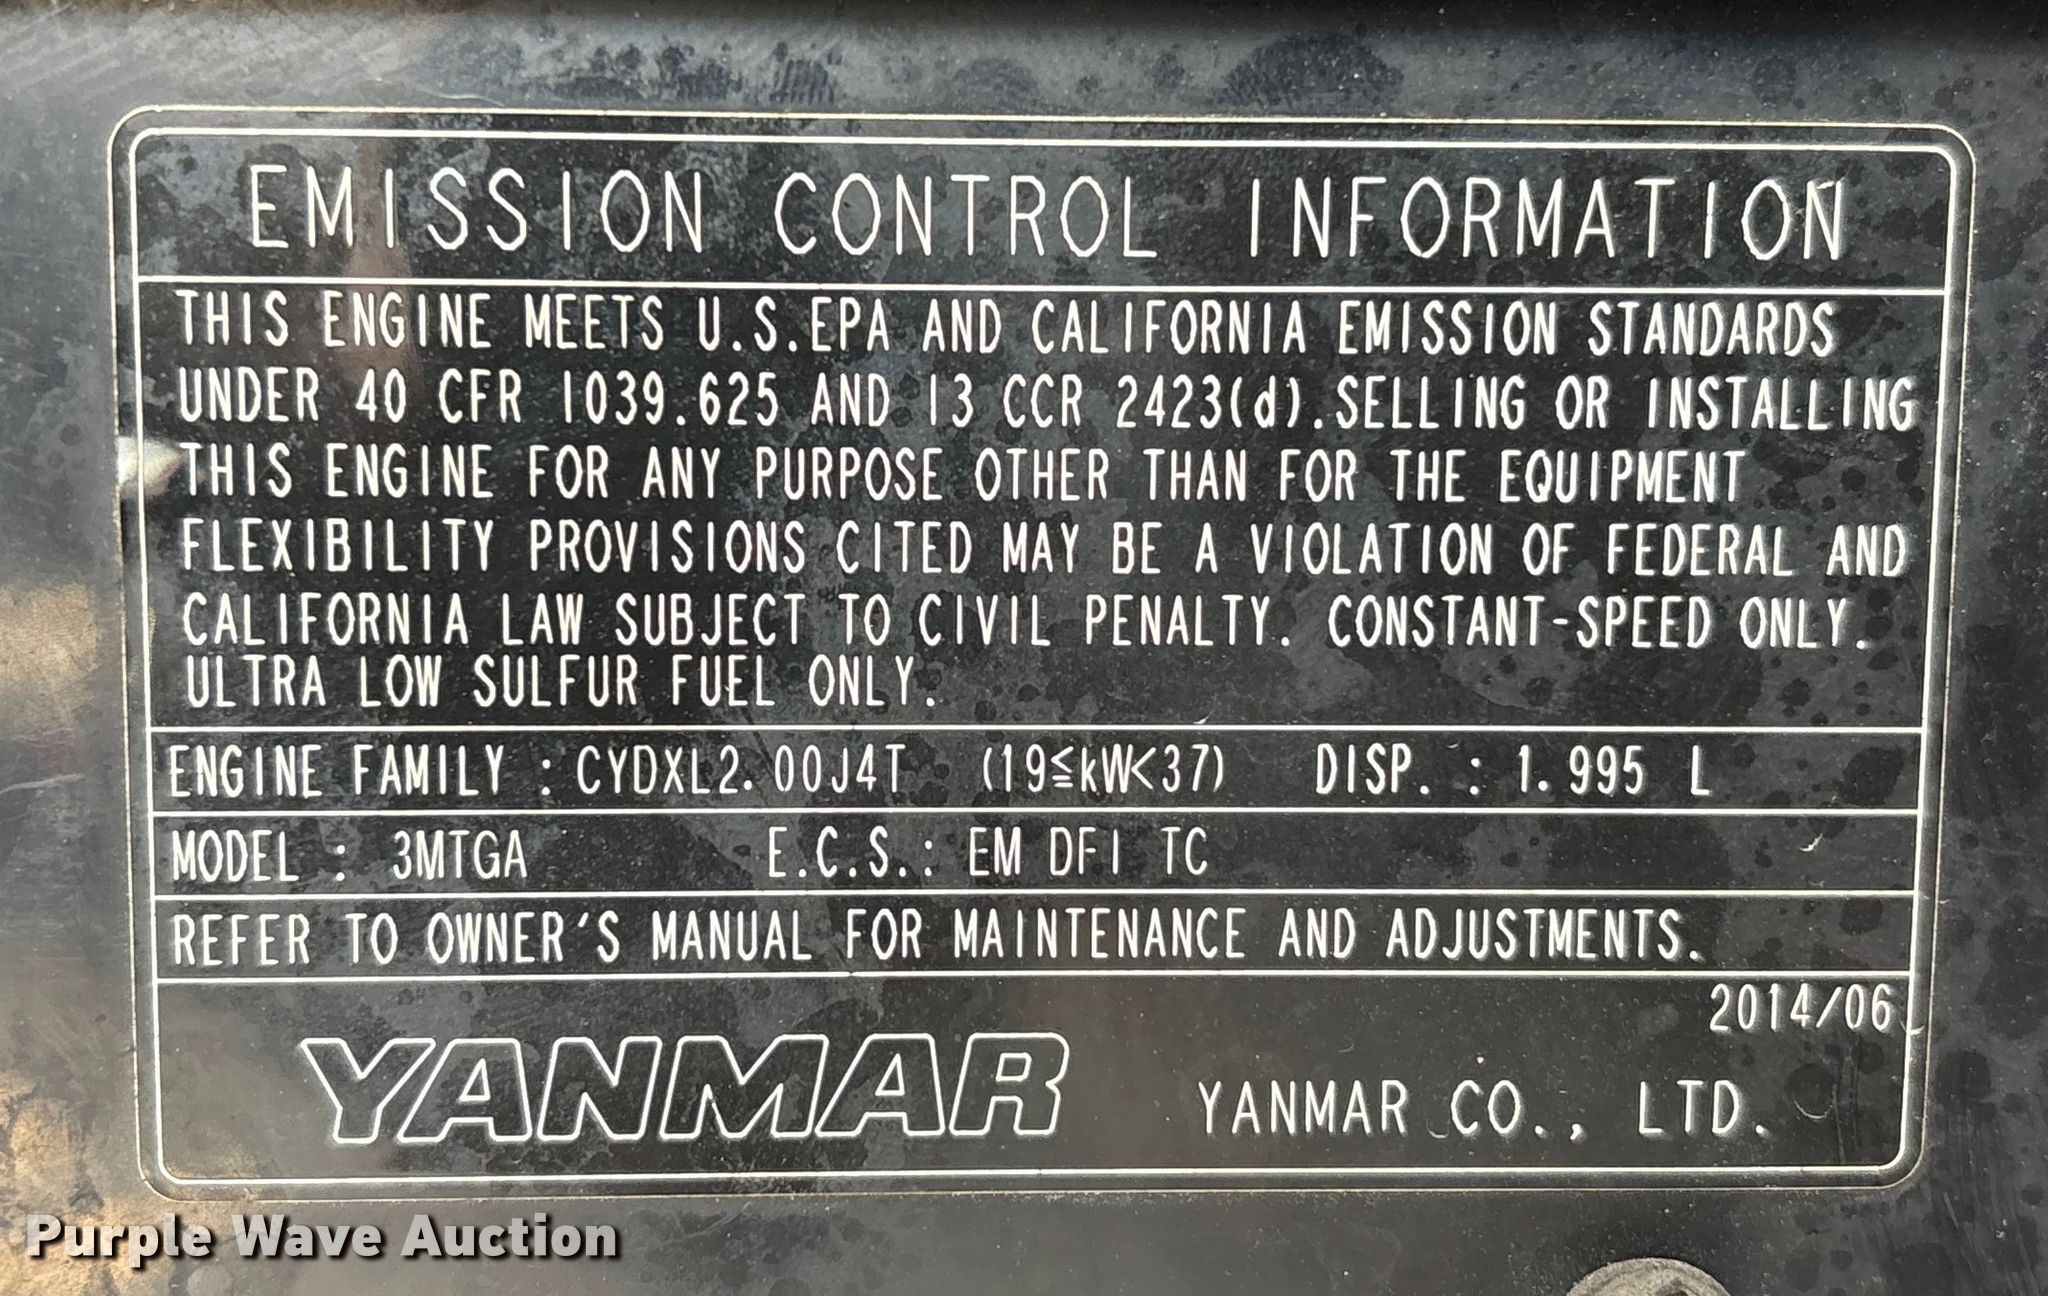 EMISSION CONTROL INFORMATION
THIS ENGINE MEETS U.S.EPA AND CALIFORNIA EMISSION STANDARDS
UNDER 40 CFR 1039.625 AND 13 CCR 2423(d).SELLING OR INSTALLING
THIS ENGINE FOR ANY PURPOSE OTHER THAN FOR THE EQUIPMENT
FLEXIBILITY PROVISIONS CITED MAY BE A VIOLATION OF FEDERAL AND
CALIFORNIA LAW SUBJECT TO CIVIL PENALTY. CONSTANT-SPEED ONLY.
ULTRA LOW SULFUR FUEL ONLY.
ENGINE FAMILY : CYDXL2.00J4T (19≦kW<37) DISP. : 1.995 L
MODEL : 3MTGA E.C.S.: EM DFI TC
REFER TO OWNER'S MANUAL FOR MAINTENANCE AND ADJUSTMENTS.
2014/06
YANMAR YANMAR CO., LTD.
Purple Wave Auction